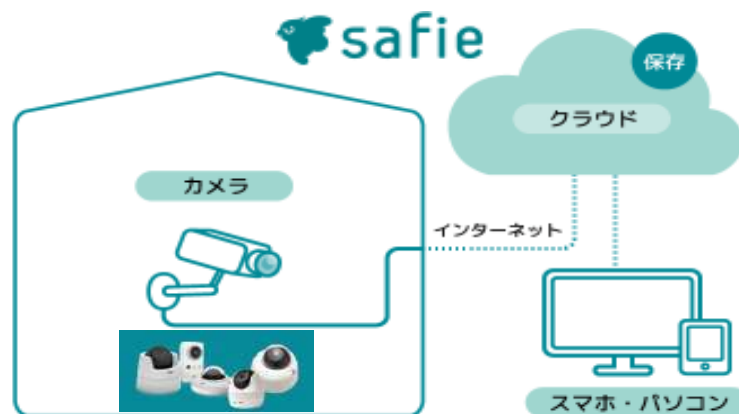 safie
保存
クラウド
カメラ
インターネット
スマホ・パソコン